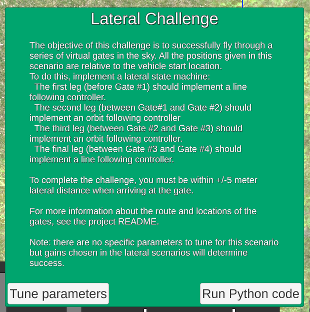 Lateral Challenge
The objective of this challenge is to successfully fly through a
series of virtual gates in the sky. All the positions given in this
scenario are relative to the vehicle start location.
To do this, implement a lateral state machine:
The first leg (before Gate #1) should implement a line
following controller.
The second leg (between Gate#1 and Gate #2) should
implement an orbit following controller
The third leg (between Gate #2 and Gate #3) should
implement an orbit following controller.
The final leg (between Gate #3 and Gate #4) should
implement a line following controller.
To complete the challenge, you must be within +/-5 meter
lateral distance when arriving at the gate.
For more information about the route and locations of the
gates, see the project README.
Note: there are no specific parameters to tune for this scenario
but gains chosen in the lateral scenarios will determine
success.
Tune parameters
Run Python code